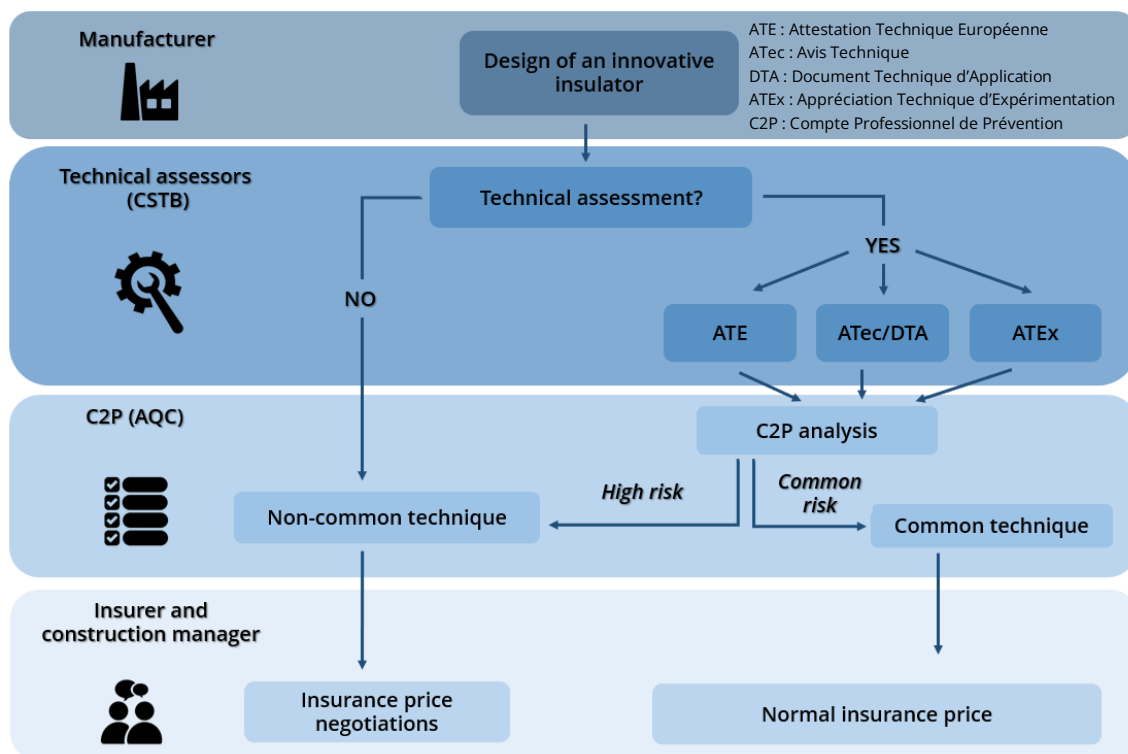 Manufacturer
Design of an innovative
insulator
ATE : Attestation Technique Européenne
ATec : Avis Technique
DTA : Document Technique d’Application
ATEx : Appréciation Technique d’Expérimentation
C2P : Compte Professionnel de Prévention
Technical assessors
(CSTB)
Technical assessment?
NO
YES
ATE
ATec/DTA
ATEx
C2P (AQC)
C2P analysis
High risk
Common
risk
Non-common technique
Common technique
Insurer and
construction manager
Insurance price
negotiations
Normal insurance price